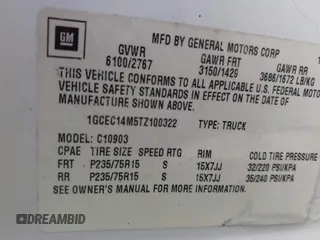 GM
MFD BY GENERAL MOTORS CORP
GVWR GAWR FRT GAWR RR
6100/2767 3150/1429 3686/1672 LB/KG
THIS VEHICLE CONFORMS TO ALL APPLICABLE U.S. FEDERAL MOTOR
VEHICLE SAFETY STANDARDS IN EFFECT ON THE DATE OF
MANUFACTURE SHOWN ABOVE.
1GCEC14M5TZ100322 TYPE: TRUCK
MODEL: C10903
CPAE TIRE SIZE SPEED RTG RIM COLD TIRE PRESSURE
FRT P235/75R15 S 15X7JJ 32/220 PSI/KPA
RR P235/75R15 S 15X7JJ 35/240 PSI/KPA
SEE OWNER'S MANUAL FOR MORE INFORMATION.
DREAMBID